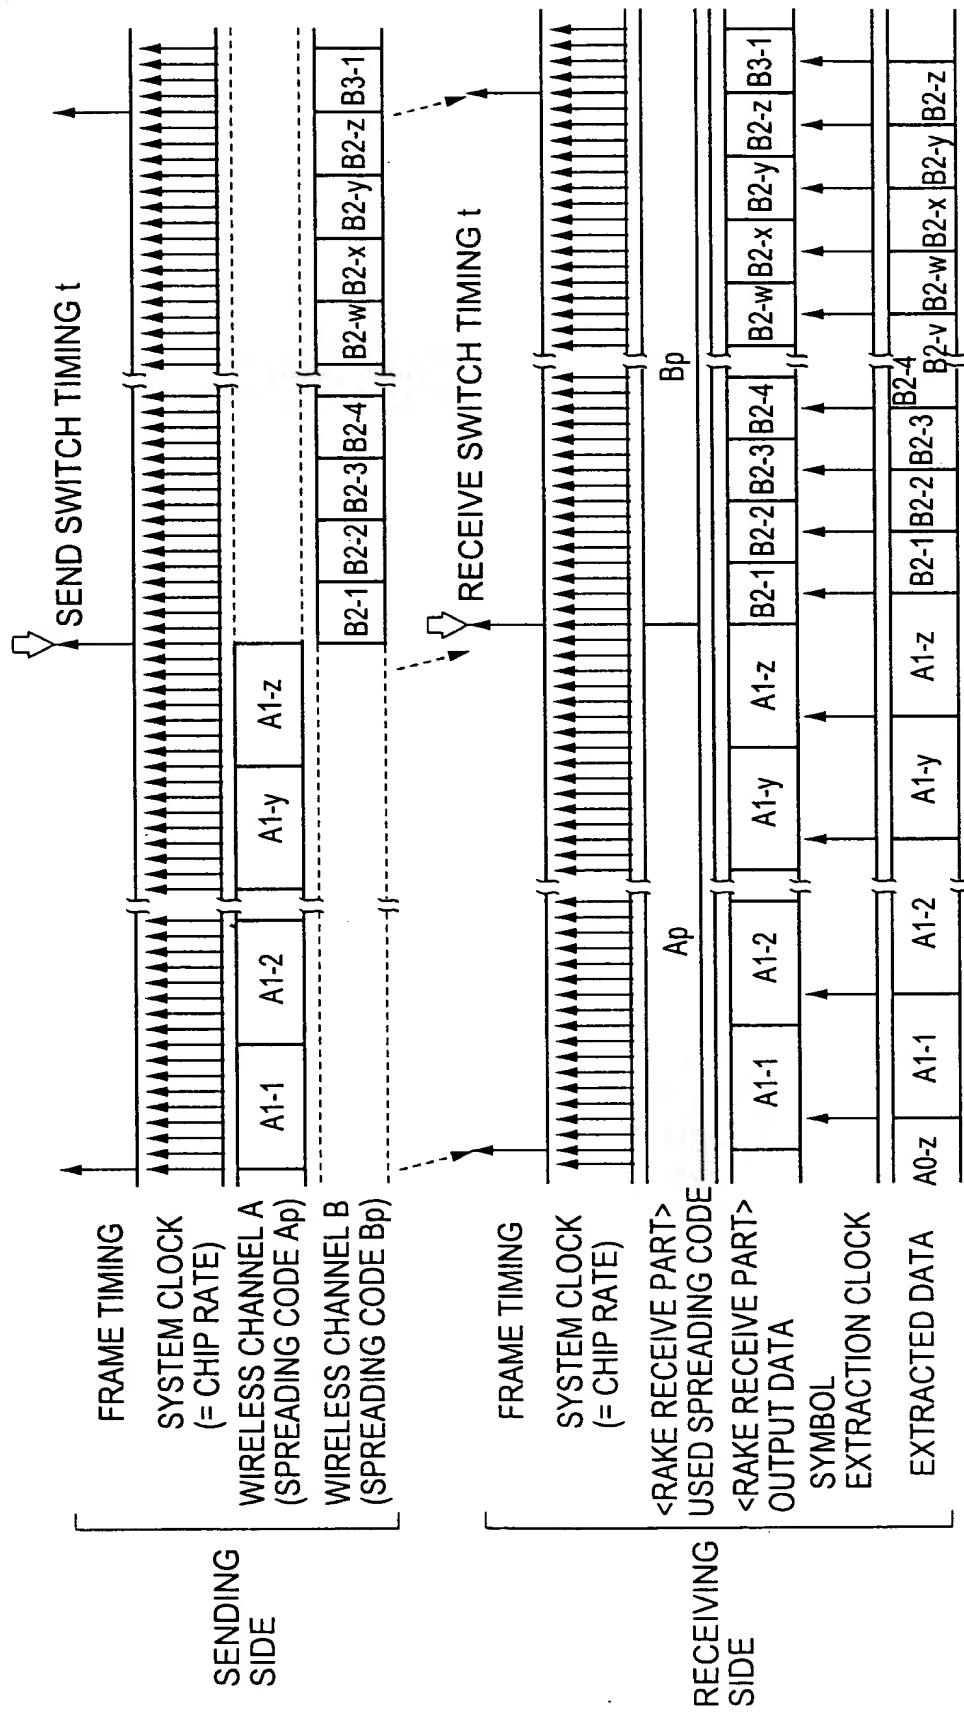 SENDING
SIDE
FRAME TIMING
SYSTEM CLOCK
(= CHIP RATE)
WIRELESS CHANNEL A
(SPREADING CODE Ap)
WIRELESS CHANNEL B
(SPREADING CODE Bp)
SEND SWITCH TIMING t
A1-1 A1-2 A1-y A1-z
B2-1 B2-2 B2-3 B2-4 B2-w B2-x B2-y B2-z B3-1
RECEIVING
SIDE
FRAME TIMING
SYSTEM CLOCK
(= CHIP RATE)
<RAKE RECEIVE PART>
USED SPREADING CODE
<RAKE RECEIVE PART>
OUTPUT DATA
SYMBOL
EXTRACTION CLOCK
EXTRACTED DATA
RECEIVE SWITCH TIMING t
Ap Bp
A1-1 A1-2 A1-y A1-z B2-1 B2-2 B2-3 B2-4 B2-w B2-x B2-y B2-z B3-1
A0-z A1-1 A1-2 A1-y A1-z B2-1 B2-2 B2-3 B2-4 B2-v B2-w B2-x B2-y B2-z